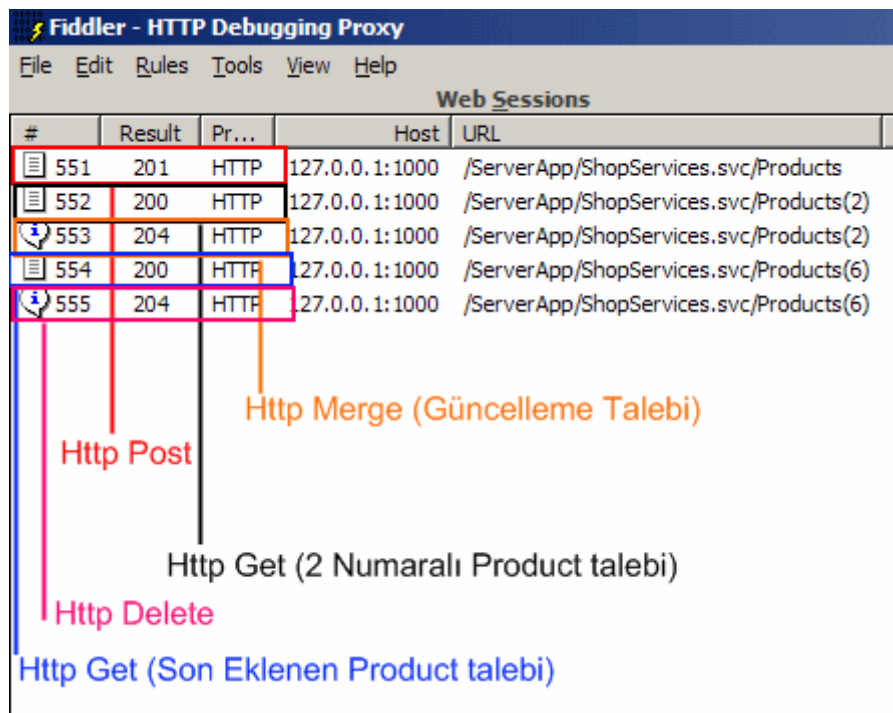 Fiddler - HTTP Debugging Proxy
File Edit Rules Tools View Help
Web Sessions
# Result Pr... Host URL
551 201 HTTP 127.0.0.1:1000 /ServerApp/ShopServices.svc/Products
552 200 HTTP 127.0.0.1:1000 /ServerApp/ShopServices.svc/Products(2)
553 204 HTTP 127.0.0.1:1000 /ServerApp/ShopServices.svc/Products(2)
554 200 HTTP 127.0.0.1:1000 /ServerApp/ShopServices.svc/Products(6)
555 204 HTTP 127.0.0.1:1000 /ServerApp/ShopServices.svc/Products(6)
Http Merge (Güncelleme Talebi)
Http Post
Http Get (2 Numaralı Product talebi)
Http Delete
Http Get (Son Eklenen Product talebi)